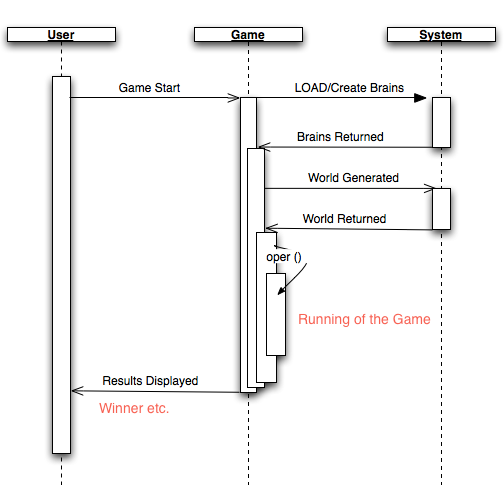 User
Game
System
Game Start
LOAD/Create Brains
Brains Returned
World Generated
World Returned
oper ()
Running of the Game
Results Displayed
Winner etc.